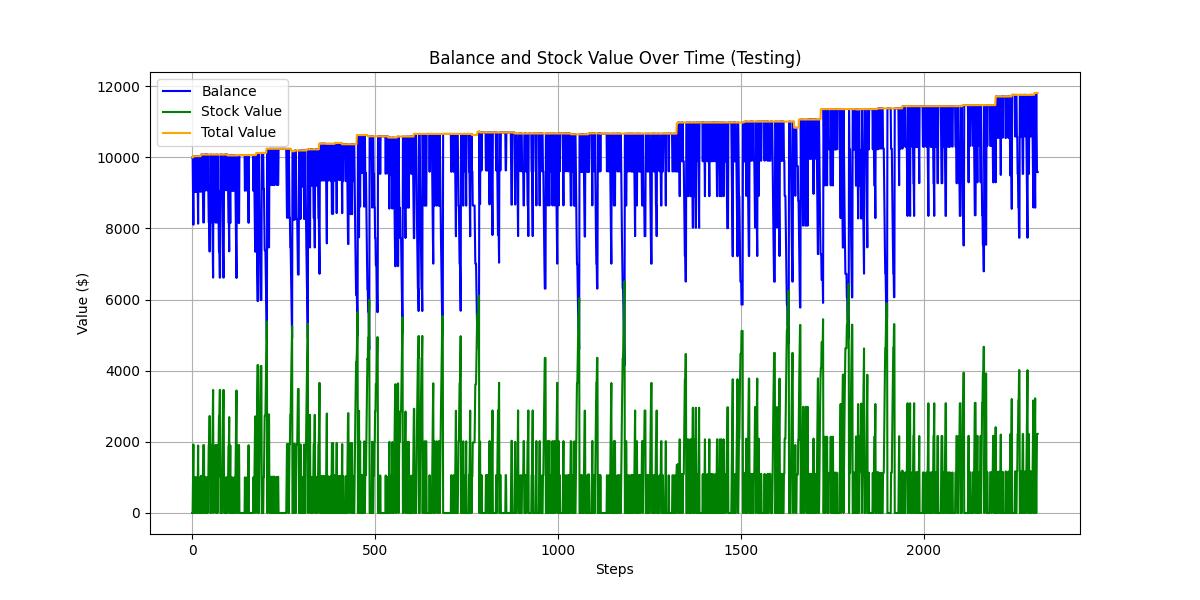 Balance and Stock Value Over Time (Testing)
Balance
Stock Value
Total Value
Value ($)
12000
10000
8000
6000
4000
2000
0
0 500 1000 1500 2000
Steps